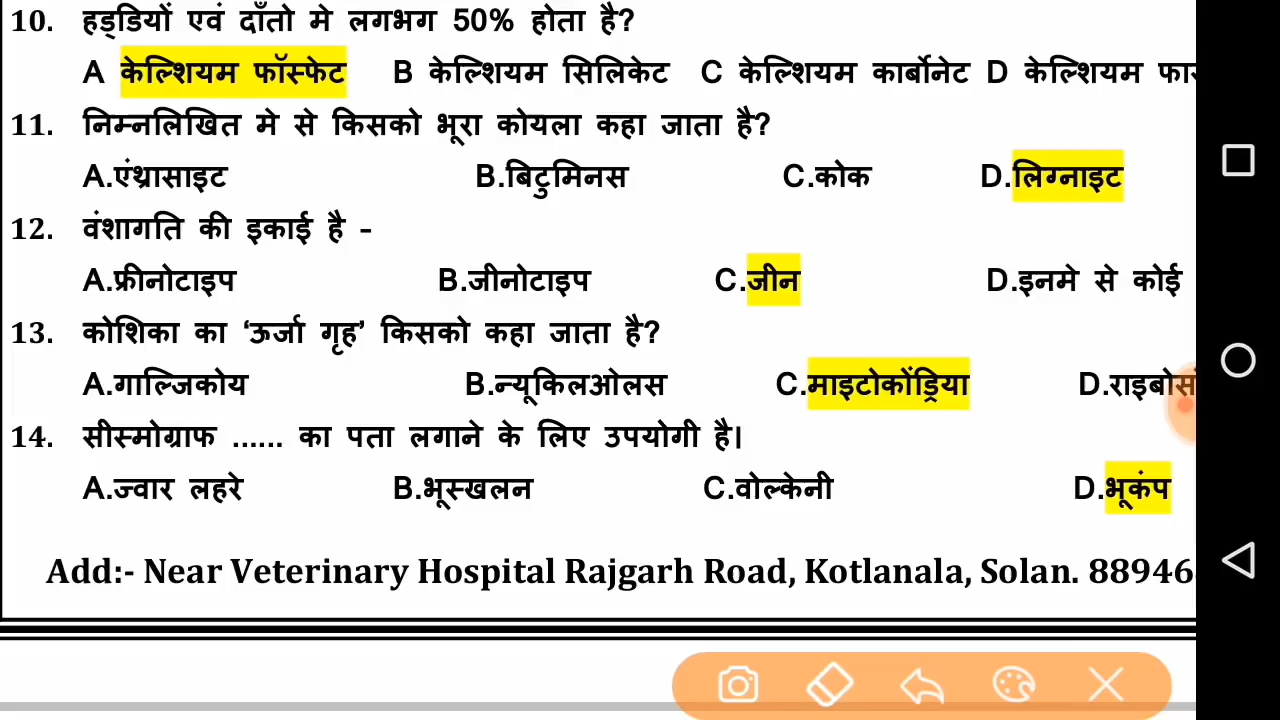 10. हड्डियों एवं दाँतो मे लगभग 50% होता है?
A केल्शियम फॉस्फेट B केल्शियम सिलिकेट C केल्शियम कार्बोनेट D केल्शियम
11. निम्नलिखित मे से किसको भूरा कोयला कहा जाता है?
A.एंथ्रासाइट B.बिटुमिनस C.कोक D.लिग्नाइट
12. वंशागति की इकाई है -
A.फ्रीनोटाइप B.जीनोटाइप C.जीन D.इनमे से कोई
13. कोशिका का ‘ऊर्जा गृह’ किसको कहा जाता है?
A.गाल्जिकोय B.न्यूकिलओलस C.माइटोकोंड्रिया D.
14. सीस्मोग्राफ ...... का पता लगाने के लिए उपयोगी है।
A.ज्वार लहरे B.भूस्खलन C.वोल्केनी D.भूकंप
Add:- Near Veterinary Hospital Rajgarh Road, Kotlanala, Solan. 88946